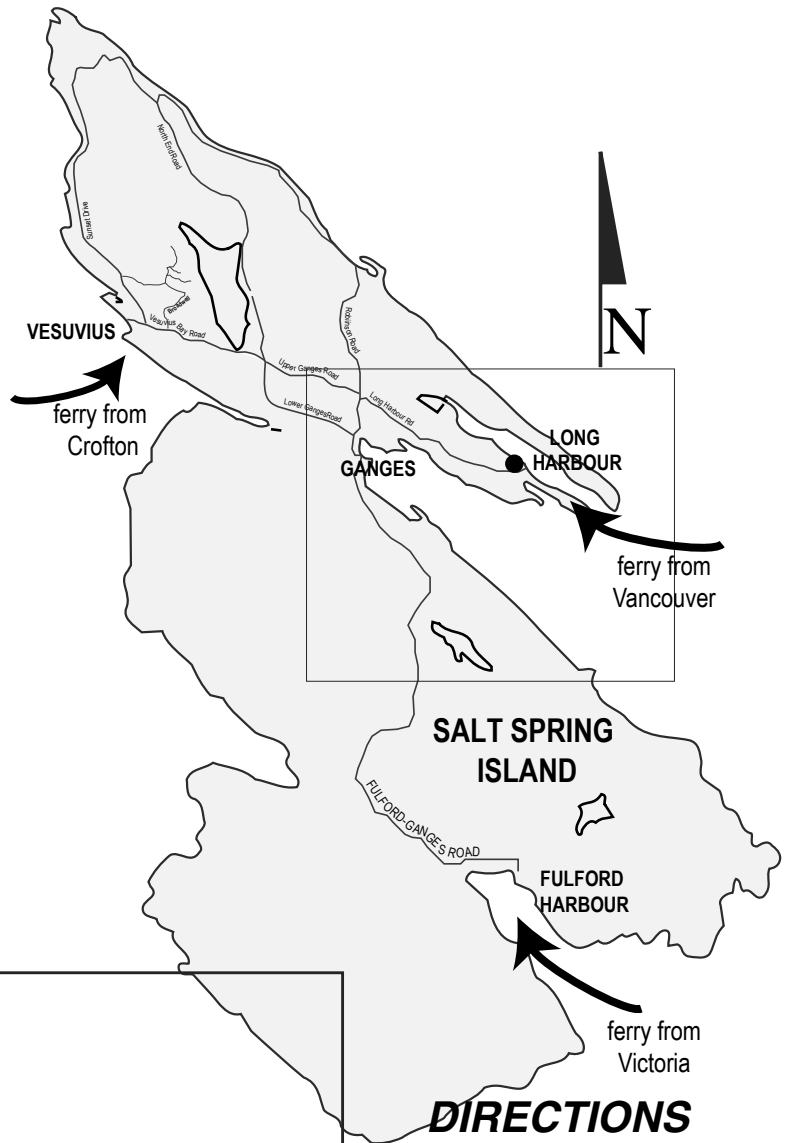 North End Road
Sunset Drive
Broadwell
Vesuvius Bay Road
VESUVIUS
Robinson Road
Upper Ganges Road
Lower GangesRoad
Long Harbour Rd
N
ferry from
Crofton
GANGES
LONG
HARBOUR
ferry from
Vancouver
SALT SPRING
ISLAND
FULFORD-GANGES ROAD
FULFORD
HARBOUR
ferry from
Victoria
DIRECTIONS